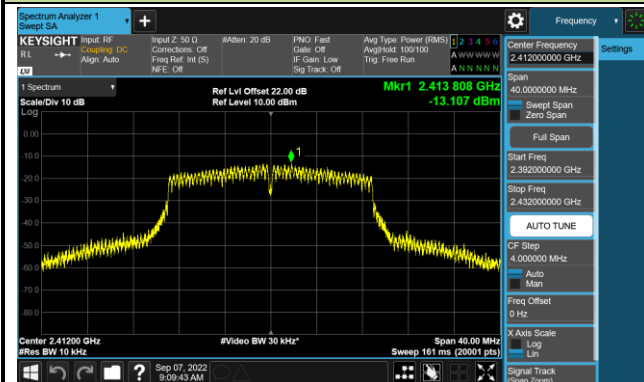 Spectrum Analyzer 1
Swept SA
+
Frequency
KEYSIGHT
RL
LXI
Input: RF
Coupling: DC
Align: Auto
Input Z: 50 Ω
Corrections: Off
Freq Ref: Int (S)
NFE: Off
#Atten: 20 dB
PNO: Fast
Gate: Off
IF Gain: Low
Sig Track: Off
Avg Type: Power (RMS)
Avg|Hold: 100/100
Trig: Free Run
1 2 3 4 5 6
A W W W W W
A N N N N N
1 Spectrum
Scale/Div 10 dB
Log
Ref Lvl Offset 22.00 dB
Ref Level 10.00 dBm
Mkr1 2.413 808 GHz
-13.107 dBm
0.00
-10.0
-20.0
-30.0
-40.0
-50.0
-60.0
-70.0
-80.0
1
Center 2.41200 GHz
#Res BW 10 kHz
#Video BW 30 kHz*
Span 40.00 MHz
Sweep 161 ms (20001 pts)
?
Sep 07, 2022
9:09:43 AM
Center Frequency
2.412000000 GHz
Settings
Span
40.0000000 MHz
Swept Span
Zero Span
Full Span
Start Freq
2.392000000 GHz
Stop Freq
2.432000000 GHz
AUTO TUNE
CF Step
4.000000 MHz
Auto
Man
Freq Offset
0 Hz
X Axis Scale
Log
Lin
Signal Track
(Span Zoom)